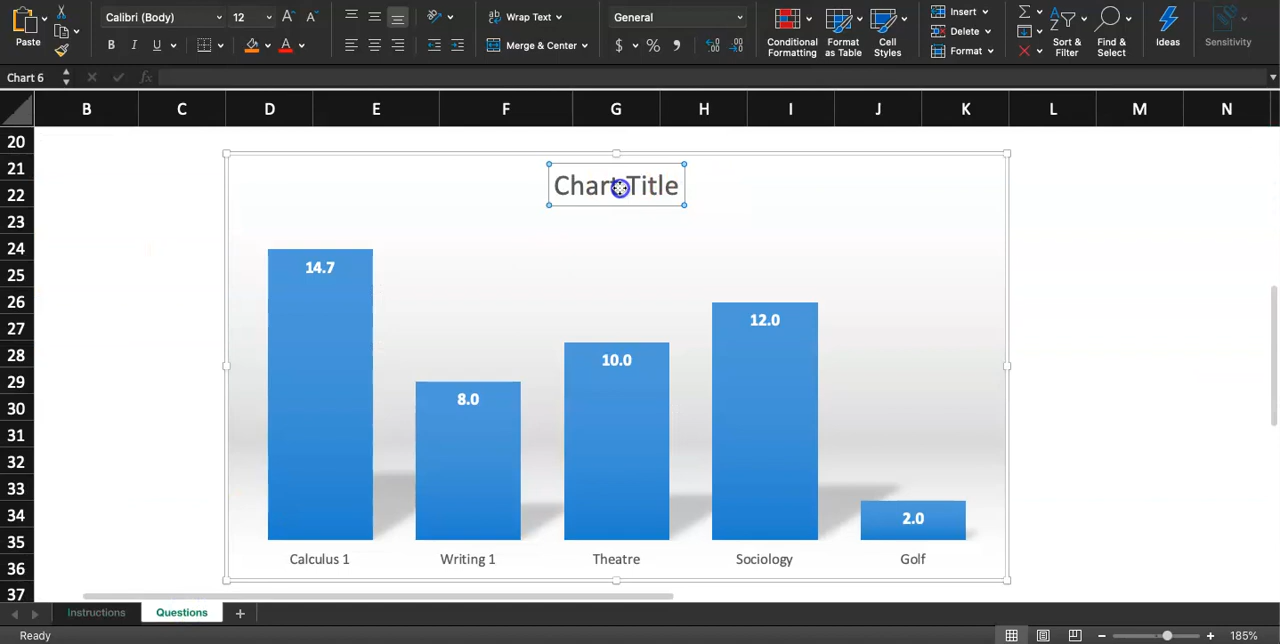 Calibri (Body) 12 A A Wrap Text General Insert
Paste B I U Merge & Center $ % Delete
Conditional Formatting Format as Table Cell Styles Format Sort & Filter Find & Select Ideas Sensitivity
Chart 6 fx
B C D E F G H I J K L M N
20
21
22
23
24
25
26
27
28
29
30
31
32
33
34
35
36
37
Chart Title
14.7
12.0
10.0
8.0
2.0
Calculus 1 Writing 1 Theatre Sociology Golf
Instructions Questions +
Ready 185%